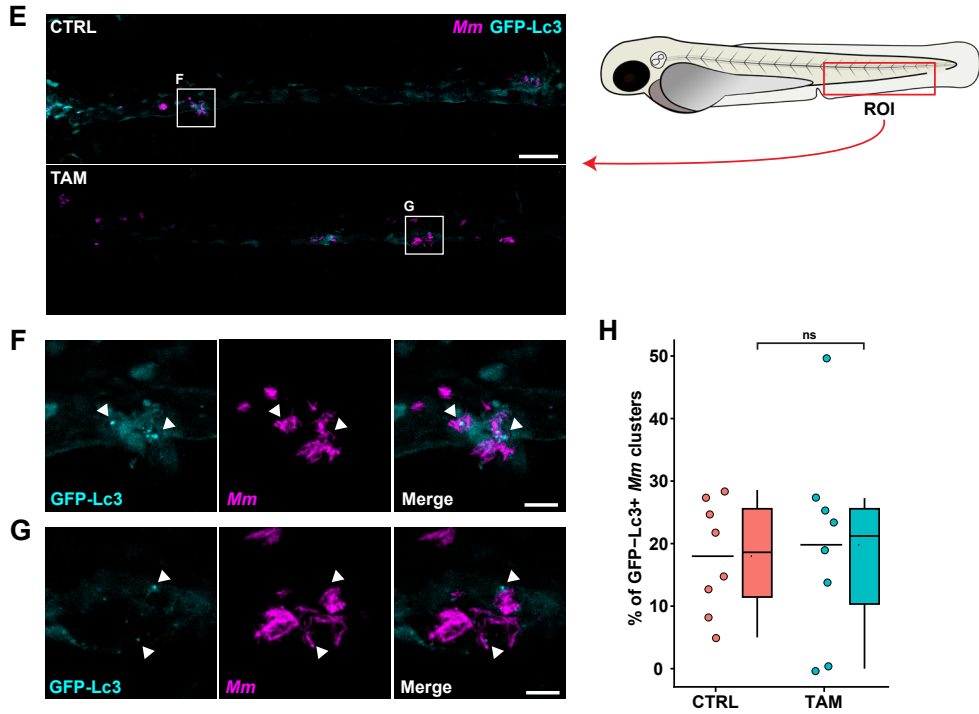 E
CTRL
Mm GFP-Lc3
F
ROI
TAM
G
F
GFP-Lc3
Mm
Merge
G
GFP-Lc3
Mm
Merge
H
ns
% of GFP-Lc3+ Mm clusters
50
40
30
20
10
0
CTRL
TAM